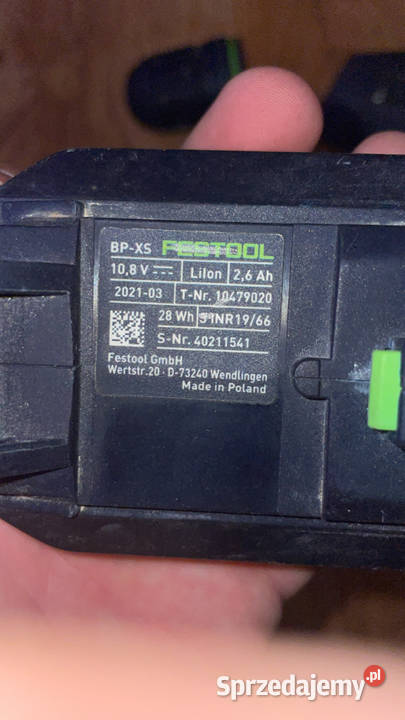 BP-XS FESTOOL
10,8 V LiIon 2,6 Ah
2021-03 T-Nr. 10479020
28 Wh 3INR19/66
S-Nr. 40211541
Festool GmbH
Wertstr.20 · D-73240 Wendlingen
Made in Poland
Sprzedajemy.pl